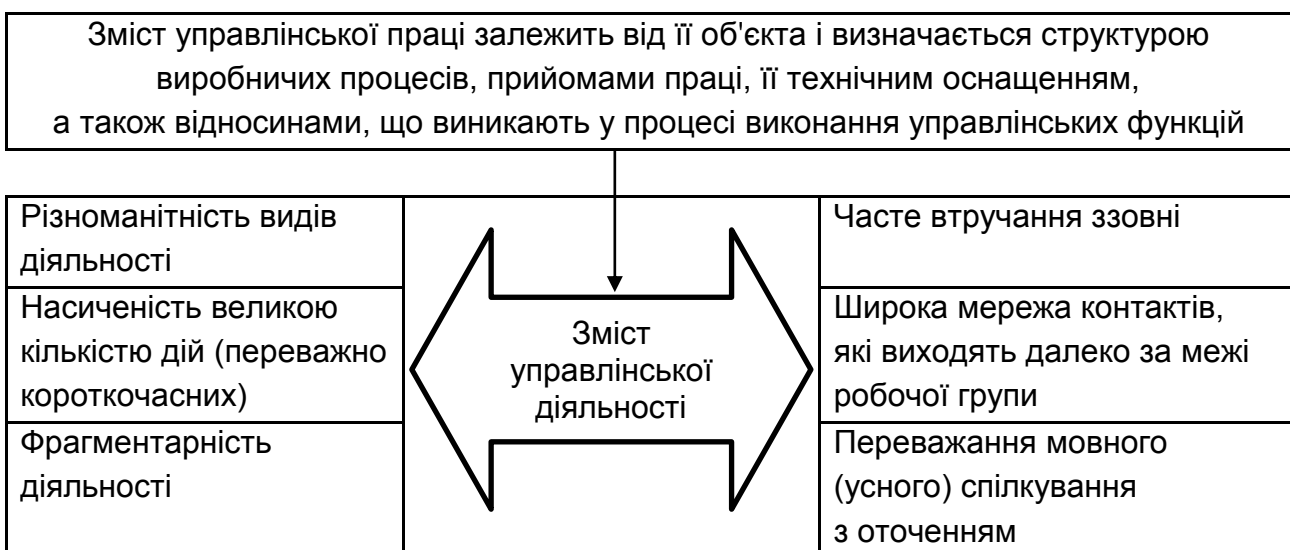 Зміст управлінської праці залежить від її об'єкта і визначається структурою
виробничих процесів, прийомами праці, її технічним оснащенням,
а також відносинами, що виникають у процесі виконання управлінських функцій
Різноманітність видів
діяльності
Насиченість великою
кількістю дій (переважно
короткочасних)
Фрагментарність
діяльності
Зміст
управлінської
діяльності
Часте втручання ззовні
Широка мережа контактів,
які виходять далеко за межі
робочої групи
Переважання мовного
(усного) спілкування
з оточенням